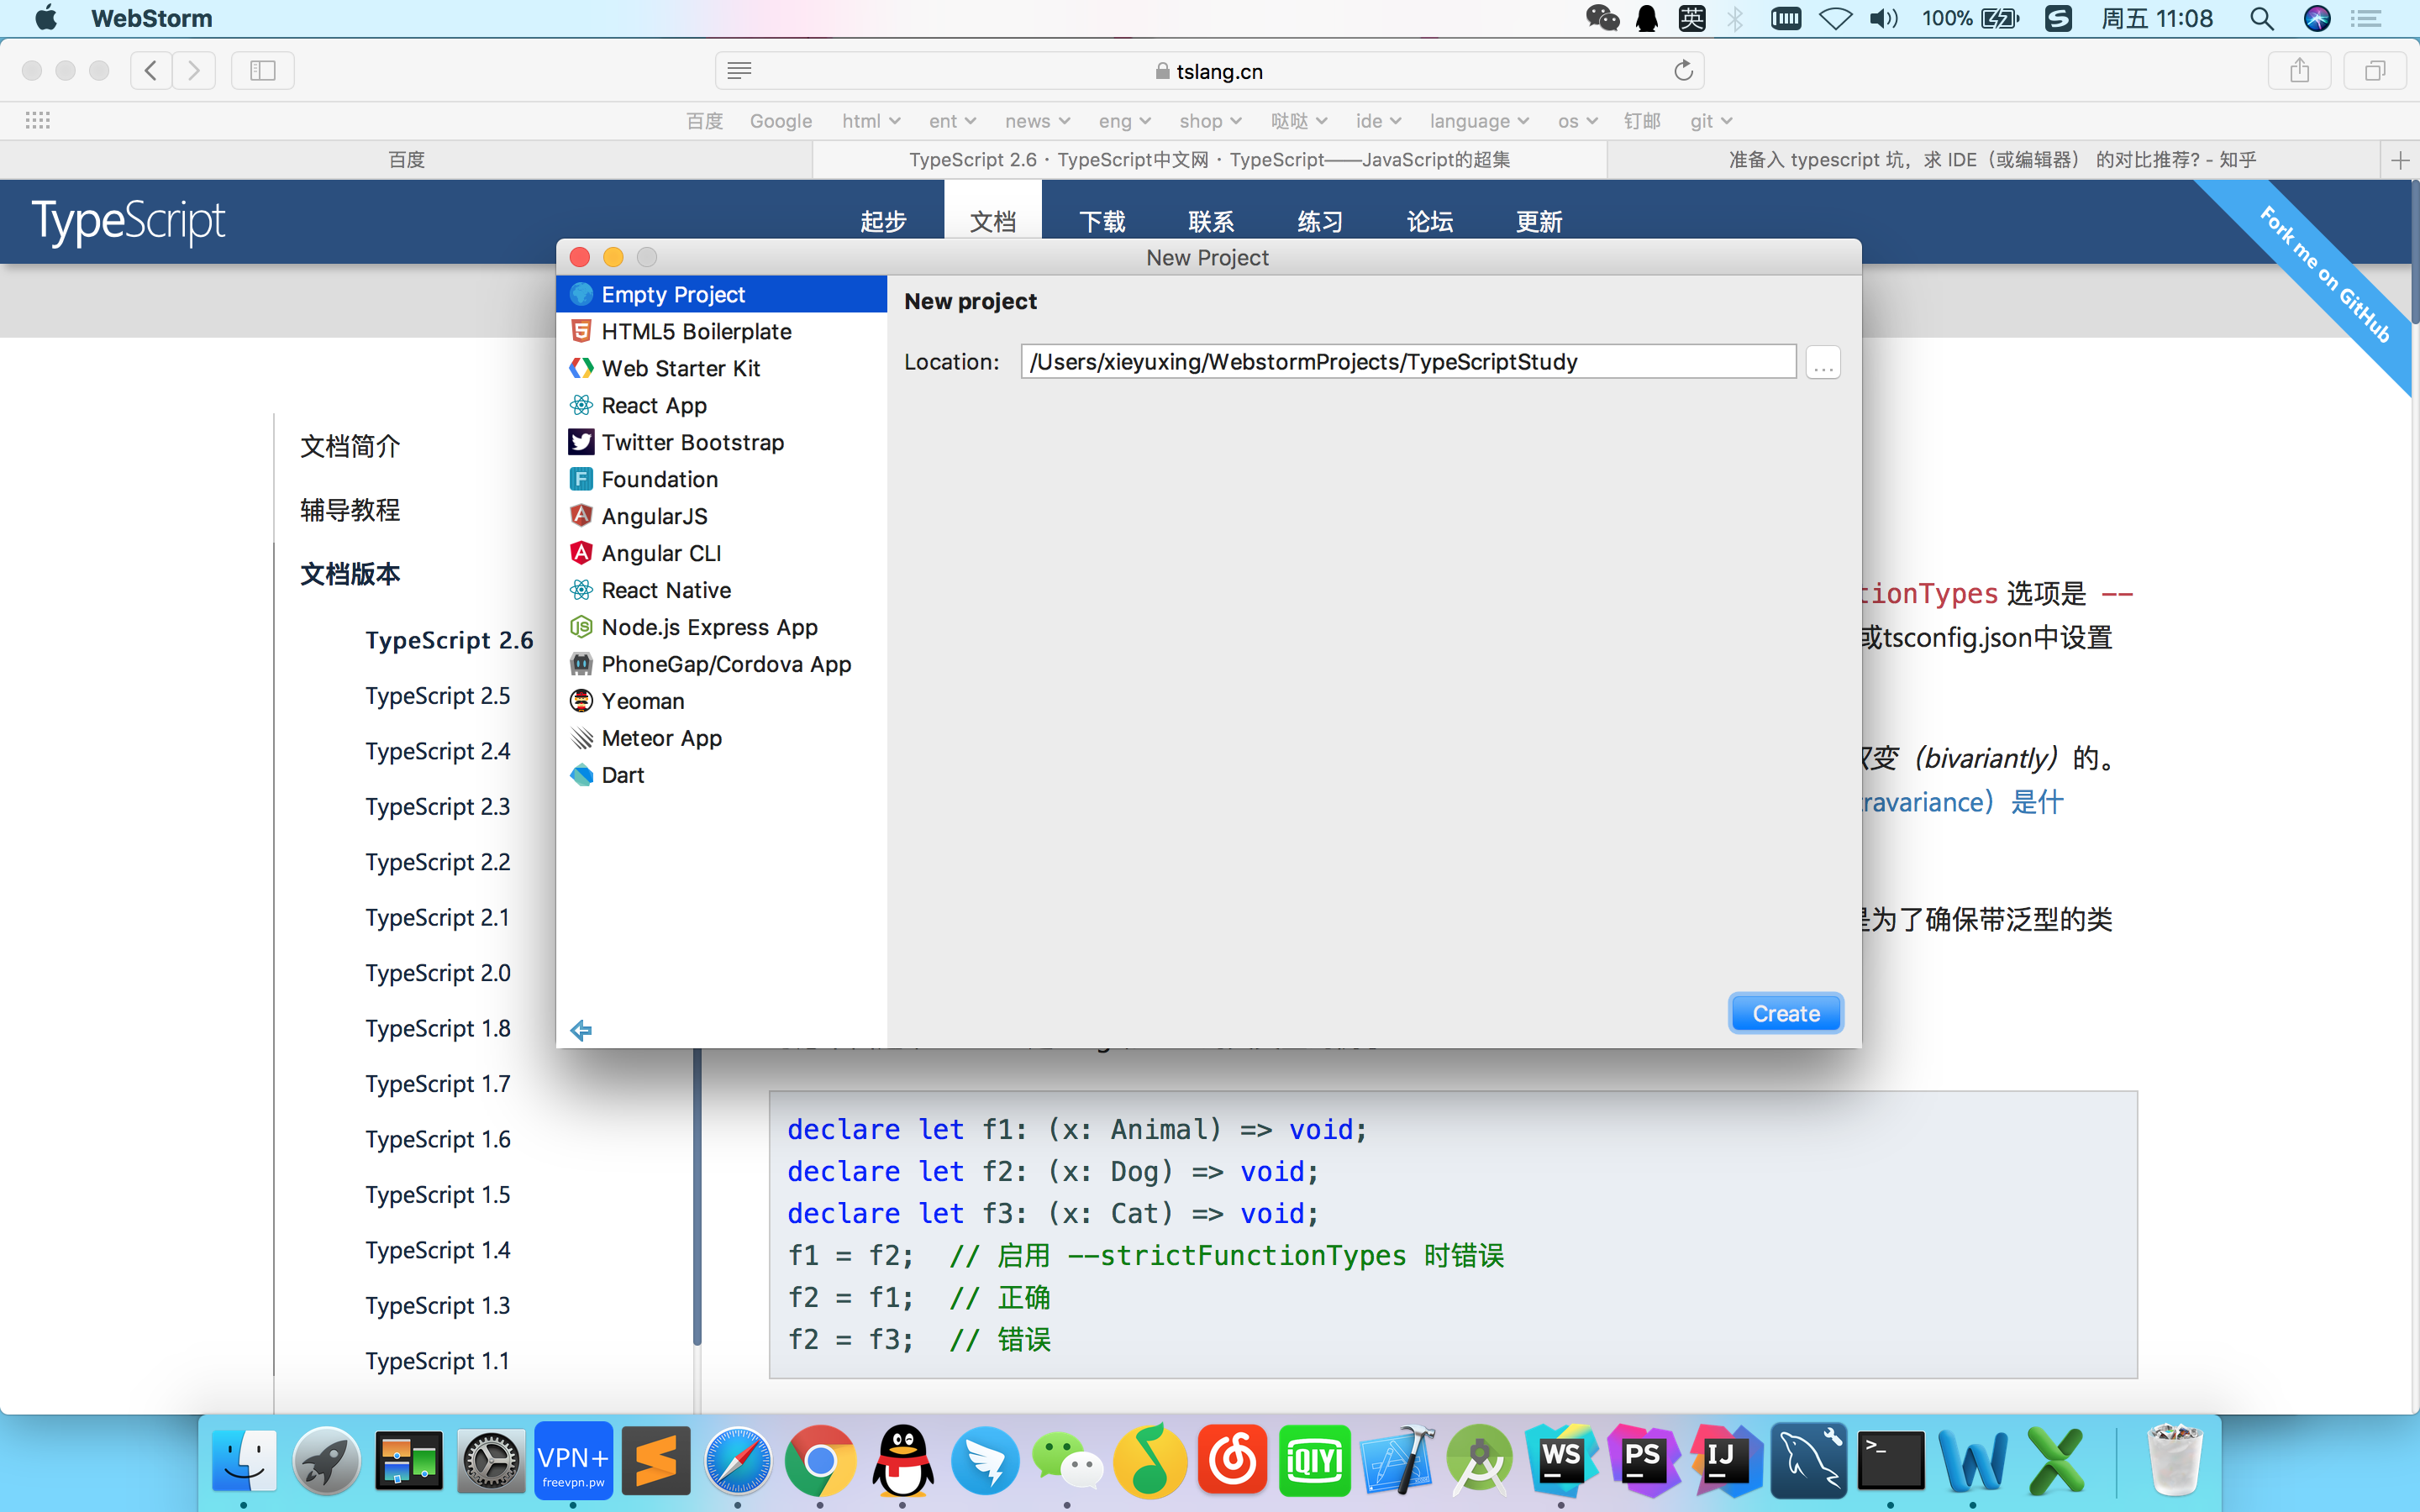 WebStorm
英
100%
周五 11:08
tslang.cn
百度
Google
html
ent
news
eng
shop
哒哒
ide
language
os
钉邮
git
百度
TypeScript 2.6 · TypeScript中文网 · TypeScript——JavaScript的超集
准备入 typescript 坑，求 IDE（或编辑器） 的对比推荐? - 知乎
TypeScript
起步
文档
下载
联系
练习
论坛
更新
Fork me on GitHub
New Project
Empty Project
HTML5 Boilerplate
Web Starter Kit
React App
Twitter Bootstrap
Foundation
AngularJS
Angular CLI
React Native
Node.js Express App
PhoneGap/Cordova App
Yeoman
Meteor App
Dart
New project
Location: /Users/xieyuxing/WebstormProjects/TypeScriptStudy
...
Create
文档简介
辅导教程
文档版本
TypeScript 2.6
TypeScript 2.5
TypeScript 2.4
TypeScript 2.3
TypeScript 2.2
TypeScript 2.1
TypeScript 2.0
TypeScript 1.8
TypeScript 1.7
TypeScript 1.6
TypeScript 1.5
TypeScript 1.4
TypeScript 1.3
TypeScript 1.1
tionTypes 选项是 --
或tsconfig.json中设置
变（bivariantly）的。
ravariance）是什
是为了确保带泛型的类
declare let f1: (x: Animal) => void;
declare let f2: (x: Dog) => void;
declare let f3: (x: Cat) => void;
f1 = f2;  // 启用 --strictFunctionTypes 时错误
f2 = f1;  // 正确
f2 = f3;  // 错误
VPN+
freevpn.pw
iQIYI
WS
PS
IJ
>_